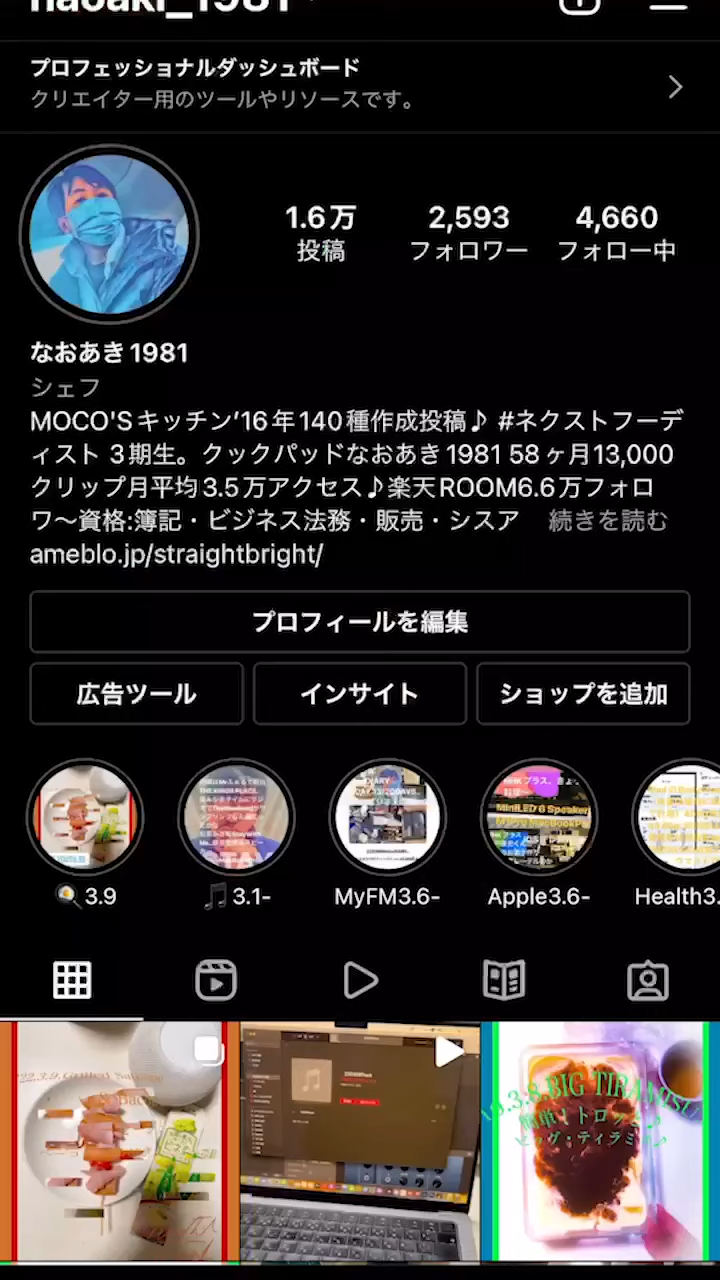 naoaki_1981
プロフェッショナルダッシュボード
クリエイター用のツールやリソースです。
1.6万
2,593
4,660
投稿
フォロワー
フォロー中
なおあき1981
シェフ
MOCO'Sキッチン’16年140種作成投稿♪ #ネクストフーデ
ィスト ３期生。クックパッドなおあき1981 58ヶ月13,000
クリップ月平均3.5万アクセス♪楽天ROOM6.6万フォロ
ワ〜資格:簿記・ビジネス法務・販売・シスア 続きを読む
ameblo.jp/straightbright/
プロフィールを編集
広告ツール
インサイト
ショップを追加
🍳3.9
🎵3.1-
MyFM3.6-
Apple3.6-
Health3.
BIG TIRAMISU